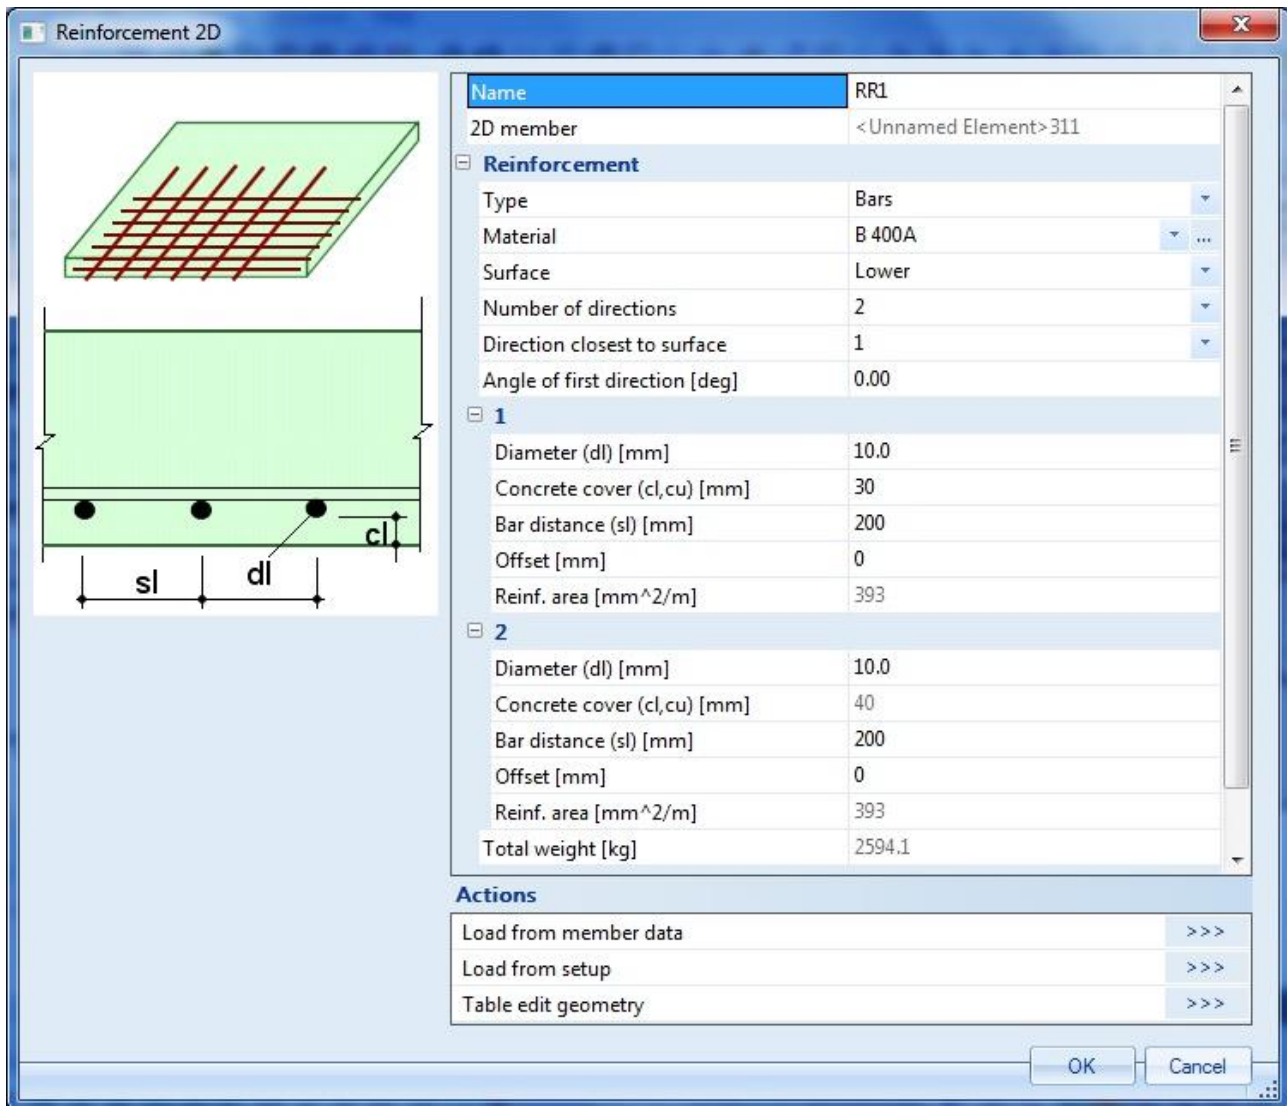 Reinforcement 2D
Name RR1
2D member <Unnamed Element>311
Reinforcement
Type Bars
Material B 400A ...
Surface Lower
Number of directions 2
Direction closest to surface 1
Angle of first direction [deg] 0.00
1
Diameter (dl) [mm] 10.0
Concrete cover (cl,cu) [mm] 30
Bar distance (sl) [mm] 200
Offset [mm] 0
Reinf. area [mm^2/m] 393
2
Diameter (dl) [mm] 10.0
Concrete cover (cl,cu) [mm] 40
Bar distance (sl) [mm] 200
Offset [mm] 0
Reinf. area [mm^2/m] 393
Total weight [kg] 2594.1
cl
sl dl
Actions
Load from member data >>>
Load from setup >>>
Table edit geometry >>>
OK Cancel